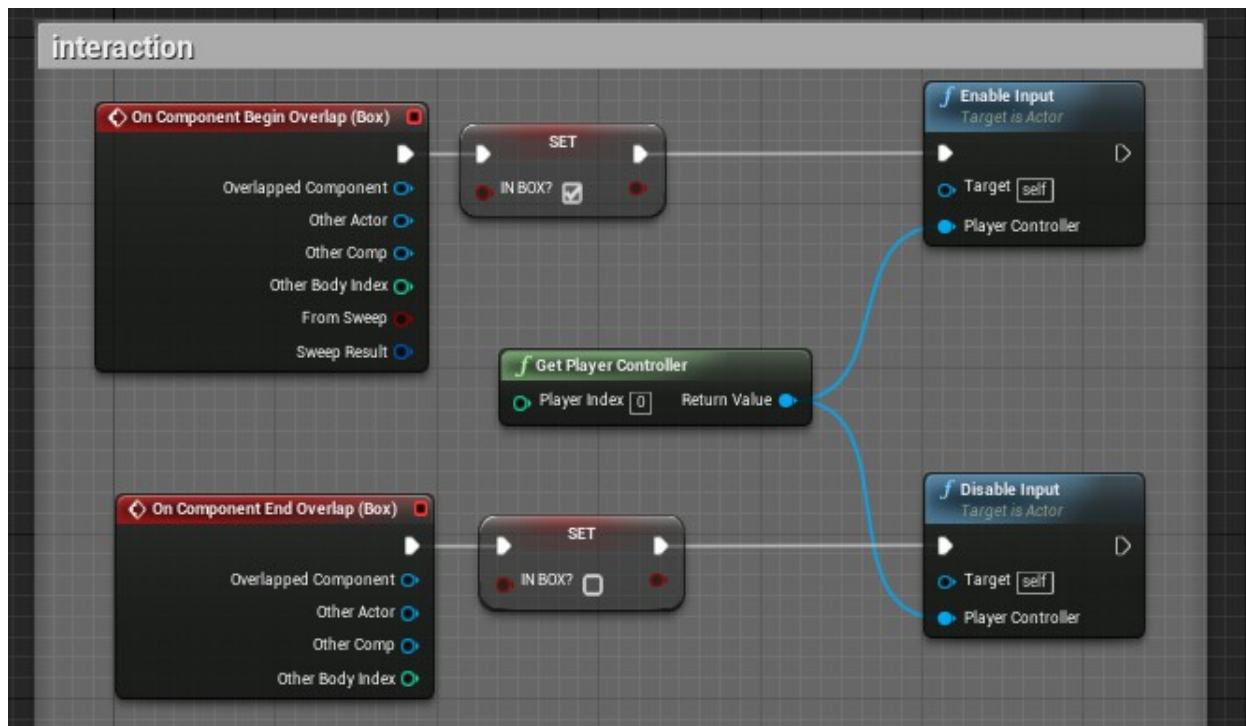 interaction
On Component Begin Overlap (Box)
Overlapped Component
Other Actor
Other Comp
Other Body Index
From Sweep
Sweep Result
SET
IN BOX?
f Enable Input
Target is Actor
Target self
Player Controller
f Get Player Controller
Player Index 0 Return Value
On Component End Overlap (Box)
Overlapped Component
Other Actor
Other Comp
Other Body Index
SET
IN BOX?
f Disable Input
Target is Actor
Target self
Player Controller